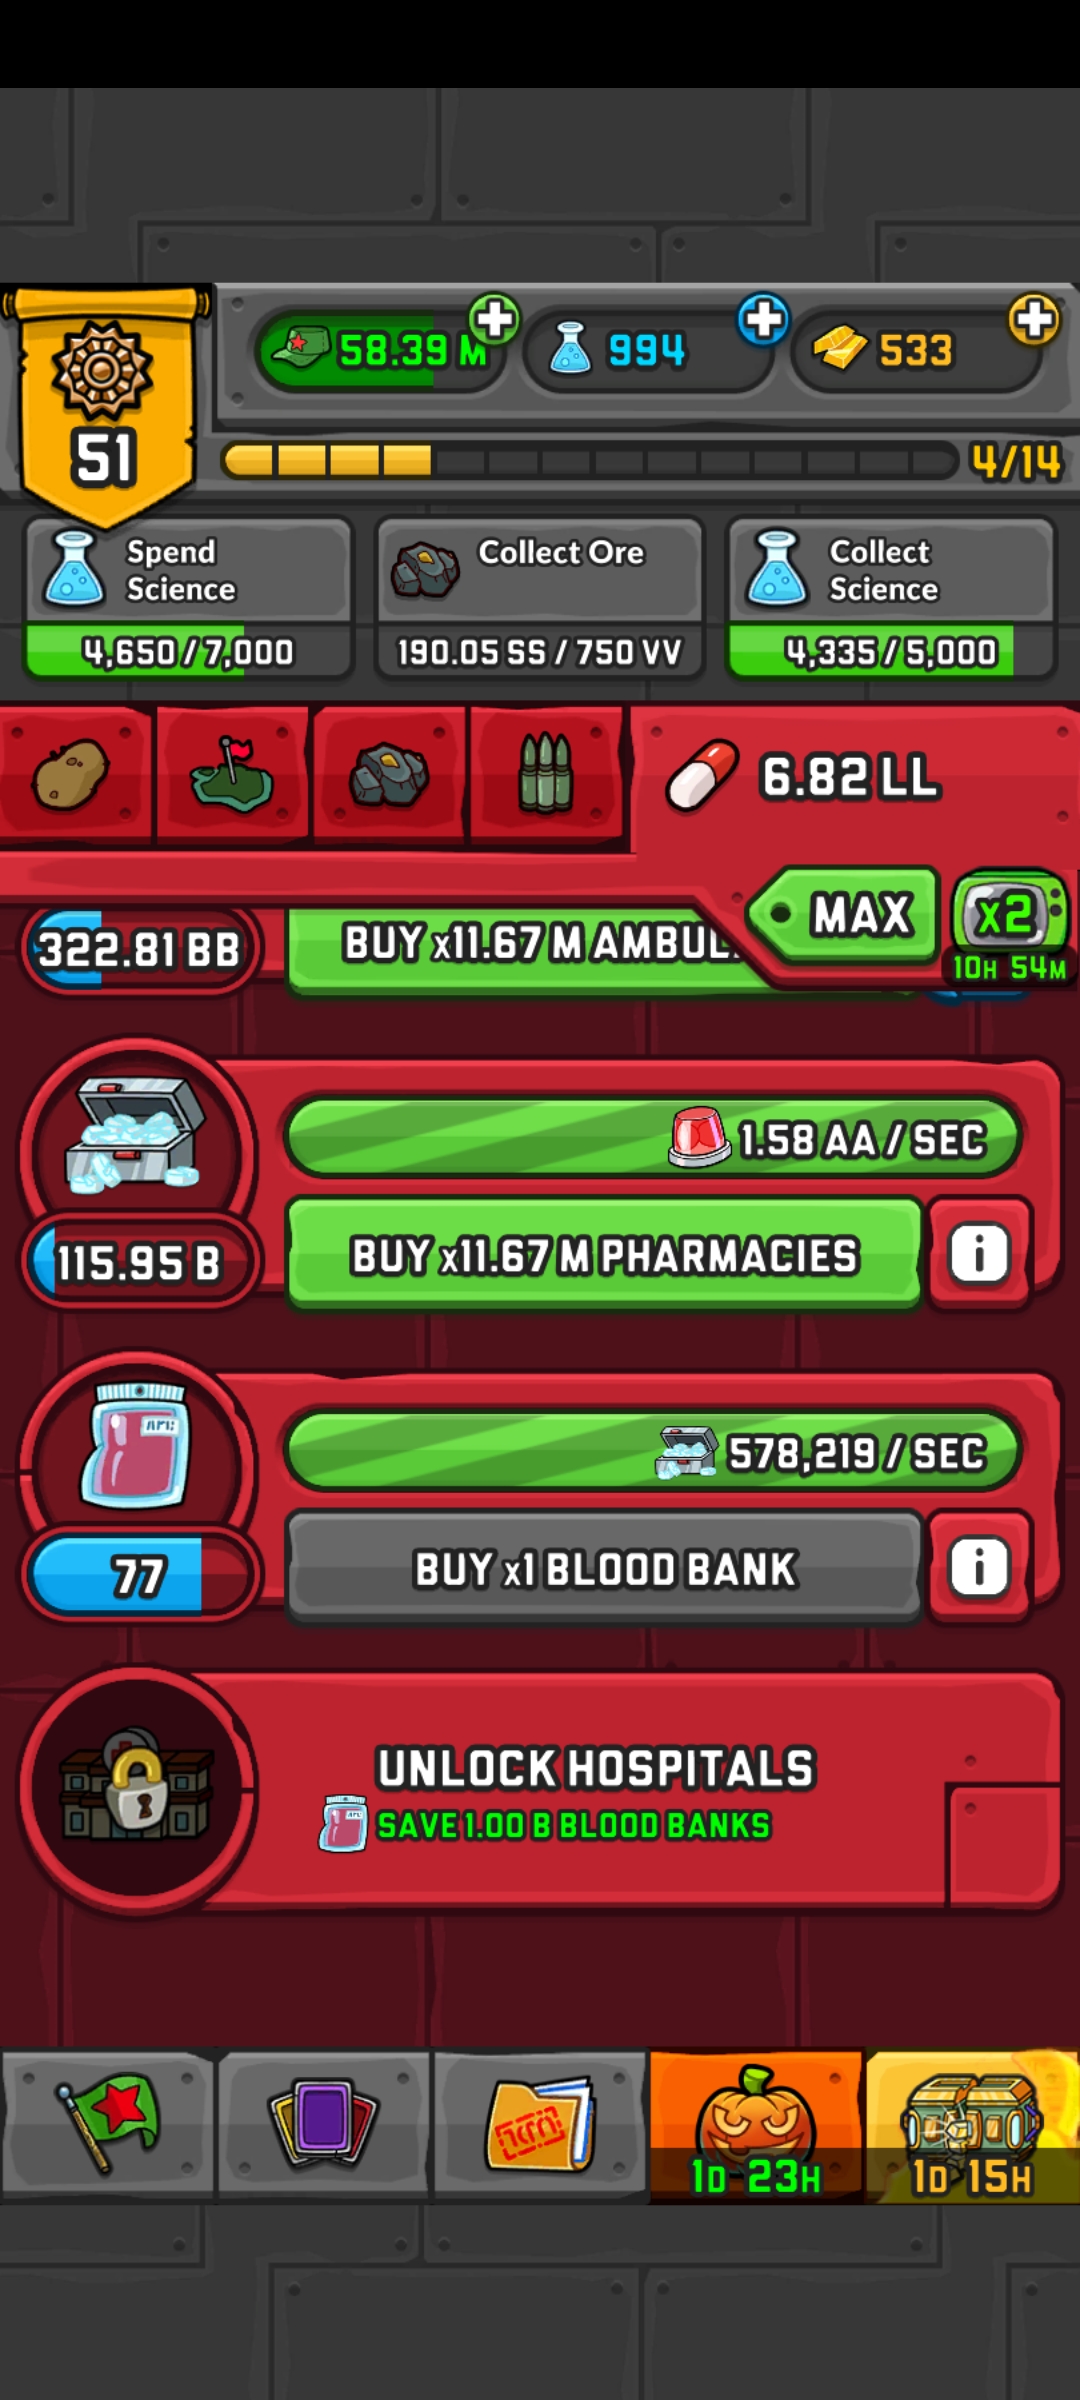 58.39 M
994
533
51
4/14
Spend
Science
4,650/7,000
Collect Ore
190.05 SS/750 VV
Collect
Science
4,335/5,000
6.82 LL
MAX
x2
10H 54M
322.81 BB
BUY x11.67 M AMBUL
1.58 AA/SEC
115.95 B
BUY x11.67 M PHARMACIES
i
578,219/SEC
77
BUY x1 BLOOD BANK
i
UNLOCK HOSPITALS
SAVE 1.00 B BLOOD BANKS
1D 23H
1D 15H